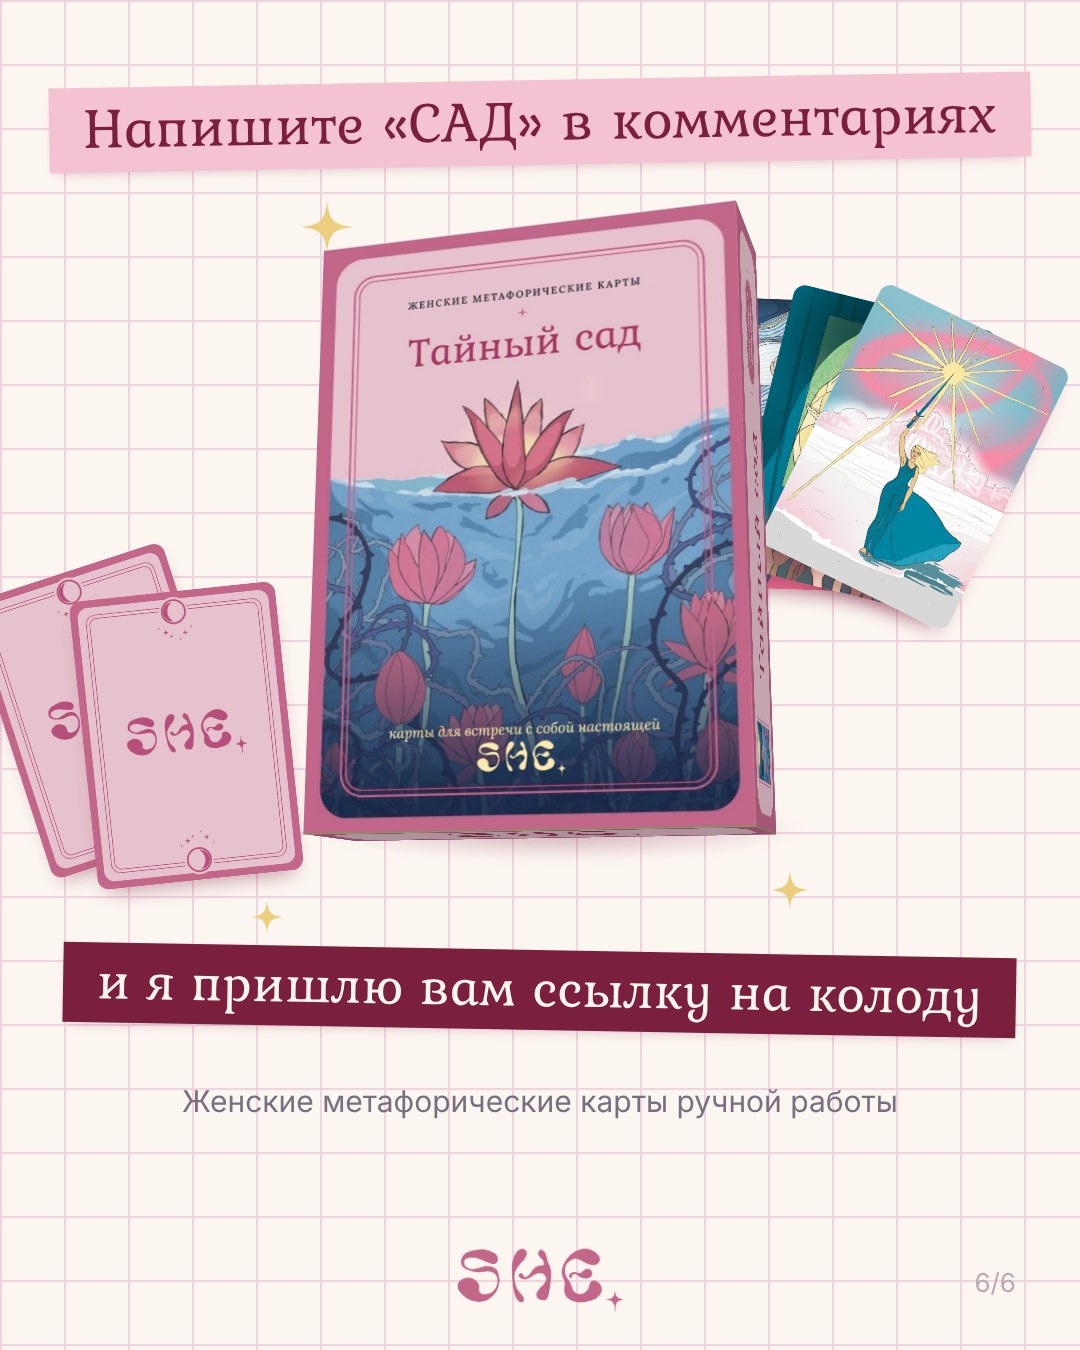 Напишите «САД» в комментариях
ЖЕНСКИЕ МЕТАФОРИЧЕСКИЕ КАРТЫ
Тайный сад
карты для встречи с собой настоящей
SHE
S
SHE
и я пришлю вам ссылку на колоду
Женские метафорические карты ручной работы
SHE
6/6